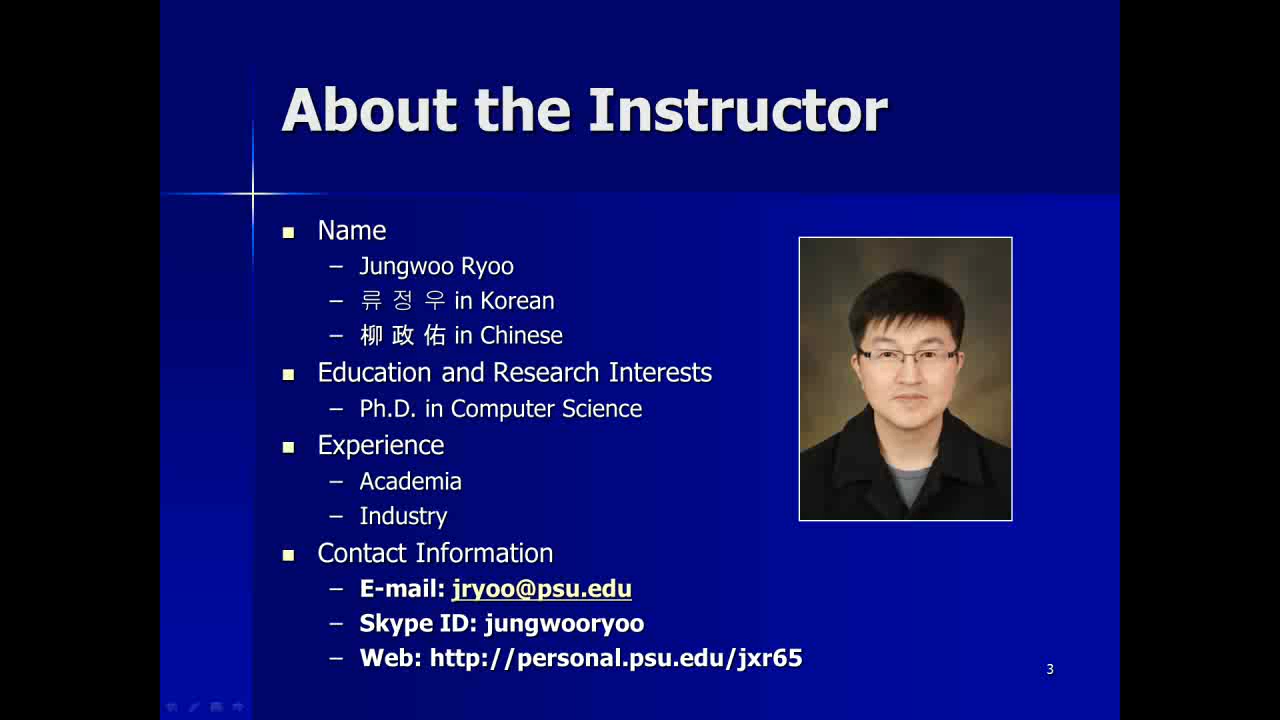 About the Instructor
Name
– Jungwoo Ryoo
– 류 정 우 in Korean
– 柳 政 佑 in Chinese
Education and Research Interests
– Ph.D. in Computer Science
Experience
– Academia
– Industry
Contact Information
– E-mail: jryoo@psu.edu
– Skype ID: jungwooryoo
– Web: http://personal.psu.edu/jxr65
3